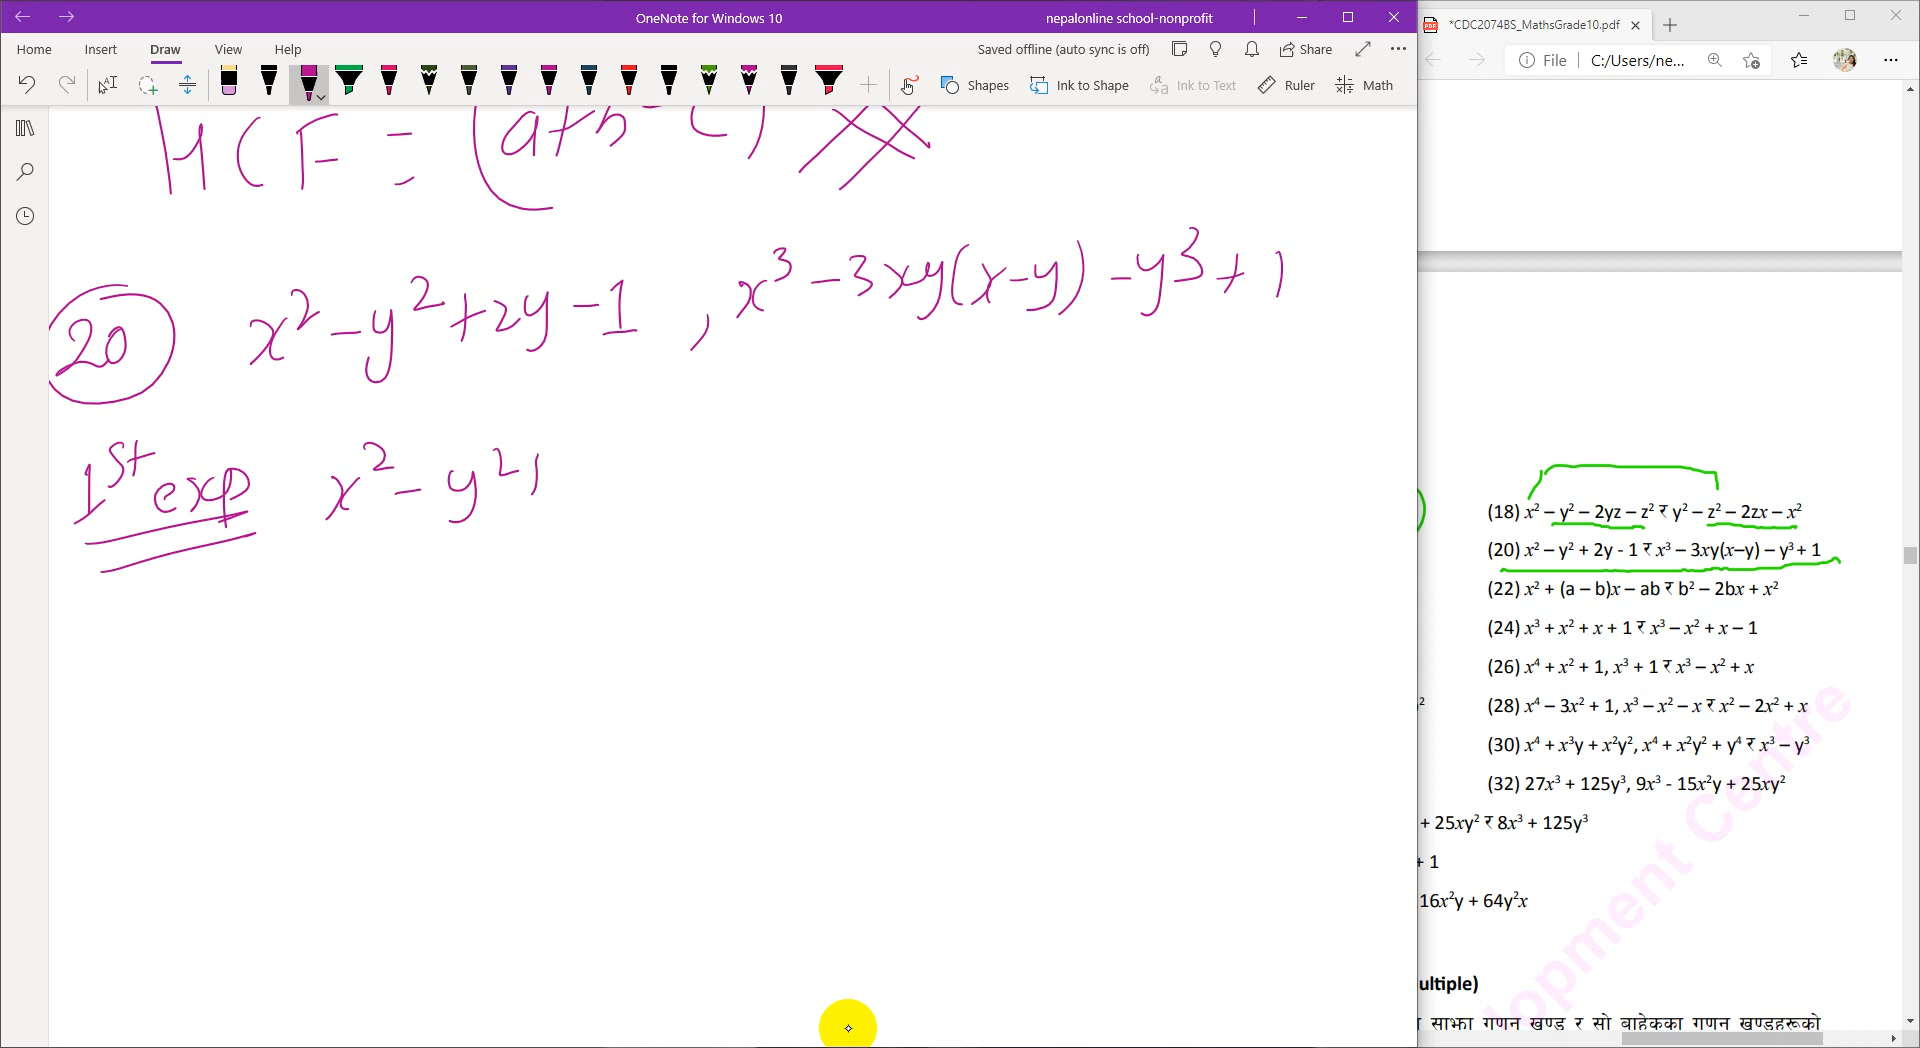 OneNote for Windows 10
nepalonline school-nonprofit
Home Insert Draw View Help
Saved offline (auto sync is off)
Share
Shapes Ink to Shape Ink to Text Ruler Math
HCF = (a+b-c)
20 x² - y² + 2y - 1 , x³ - 3xy(x-y) - y³ + 1
1st exp x² - y²
*CDC2074BS_MathsGrade10.pdf
File C:/Users/ne...
(18) x² – y² – 2yz – z² र y² – z² – 2zx – x²
(20) x² – y² + 2y - 1 र x³ – 3xy(x–y) – y³ + 1
(22) x² + (a – b)x – ab र b² – 2bx + x²
(24) x³ + x² + x + 1 र x³ – x² + x – 1
(26) x⁴ + x² + 1, x³ + 1 र x³ – x² + x
(28) x⁴ – 3x² + 1, x³ – x² – x र x² – 2x² + x
(30) x⁴ + x³y + x²y², x⁴ + x²y² + y⁴ र x³ – y³
(32) 27x³ + 125y³, 9x³ - 15x²y + 25xy²
+ 25xy² र 8x³ + 125y³
+ 1
16x²y + 64y²x
ultiple)
साझा गणन खण्ड र सो बाहेकका गणन खण्डहरूको
lopment Centre